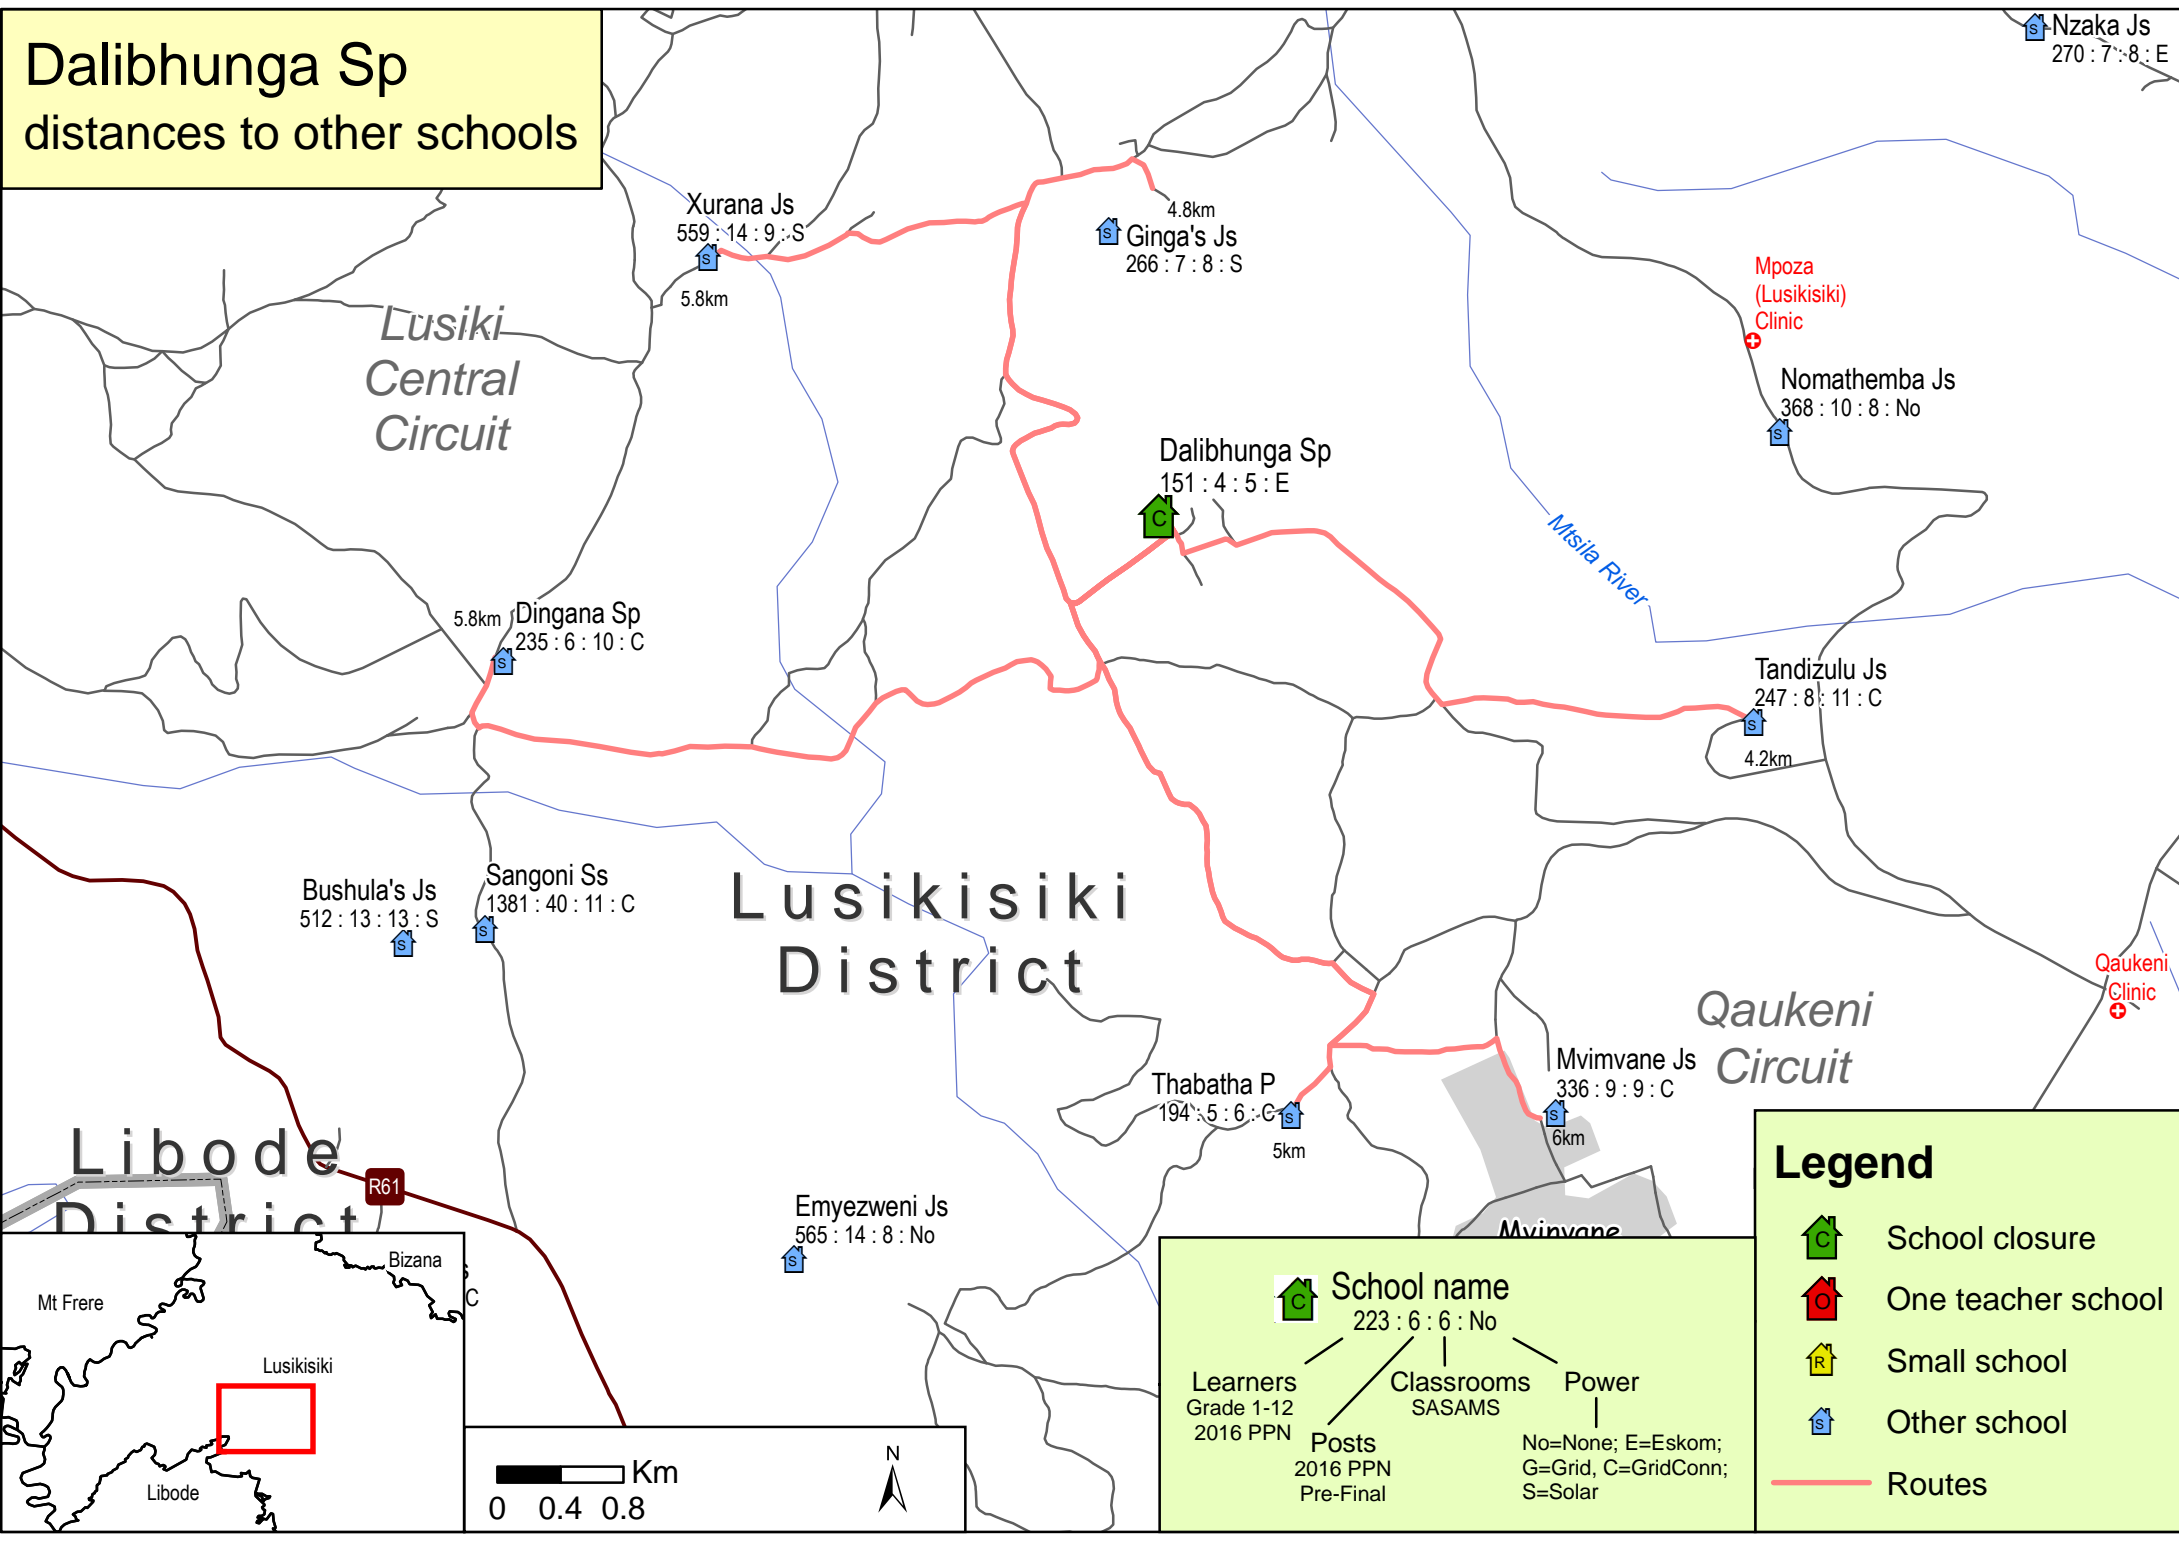 Dalibhunga Sp
distances to other schools
Nzaka Js
270 : 7 : 8 : E
Xurana Js
559 : 14 : 9 : S
5.8km
4.8km
Ginga's Js
266 : 7 : 8 : S
Mpoza
(Lusikisiki)
Clinic
Lusiki
Central
Circuit
Nomathemba Js
368 : 10 : 8 : No
Dalibhunga Sp
151 : 4 : 5 : E
C
Mtsila River
5.8km
Dingana Sp
235 : 6 : 10 : C
Tandizulu Js
247 : 8 : 11 : C
4.2km
Bushula's Js
512 : 13 : 13 : S
Sangoni Ss
1381 : 40 : 11 : C
Lusikisiki
District
Qaukeni
Clinic
Qaukeni
Circuit
Thabatha P
194 : 5 : 6 : C
5km
Mvimvane Js
336 : 9 : 9 : C
6km
Libode
District
R61
Emyezweni Js
565 : 14 : 8 : No
Mvinvane
Bizana
Mt Frere
Lusikisiki
Libode
C
Km
0 0.4 0.8
N
C
School name
223 : 6 : 6 : No
Learners
Grade 1-12
2016 PPN
Posts
2016 PPN
Pre-Final
Classrooms
SASAMS
Power
No=None; E=Eskom;
G=Grid, C=GridConn;
S=Solar
Legend
C School closure
O One teacher school
R Small school
S Other school
Routes